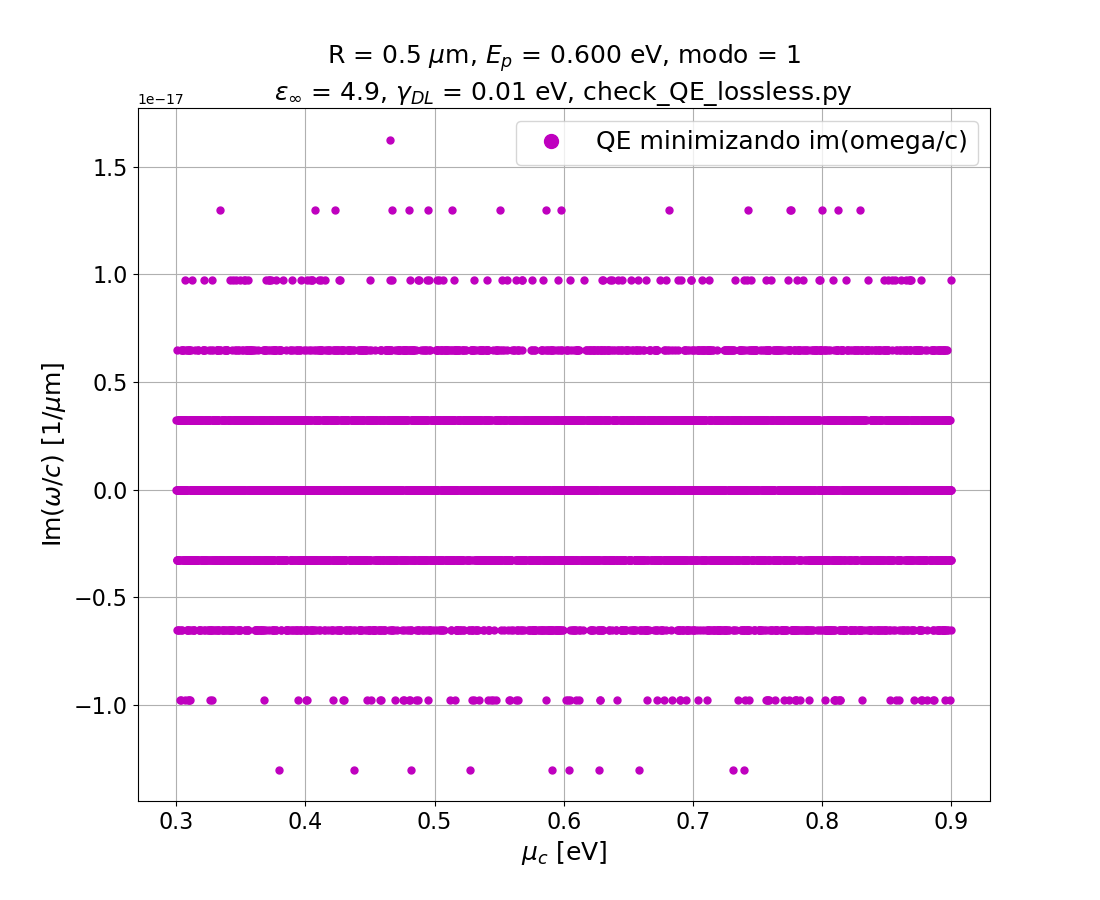 R = 0.5 μm, E_p = 0.600 eV, modo = 1
ε_∞ = 4.9, γ_DL = 0.01 eV, check_QE_lossless.py
1e−17
QE minimizando im(omega/c)
1.5
1.0
0.5
0.0
−0.5
−1.0
Im(ω/c) [1/μm]
0.3 0.4 0.5 0.6 0.7 0.8 0.9
μ_c [eV]